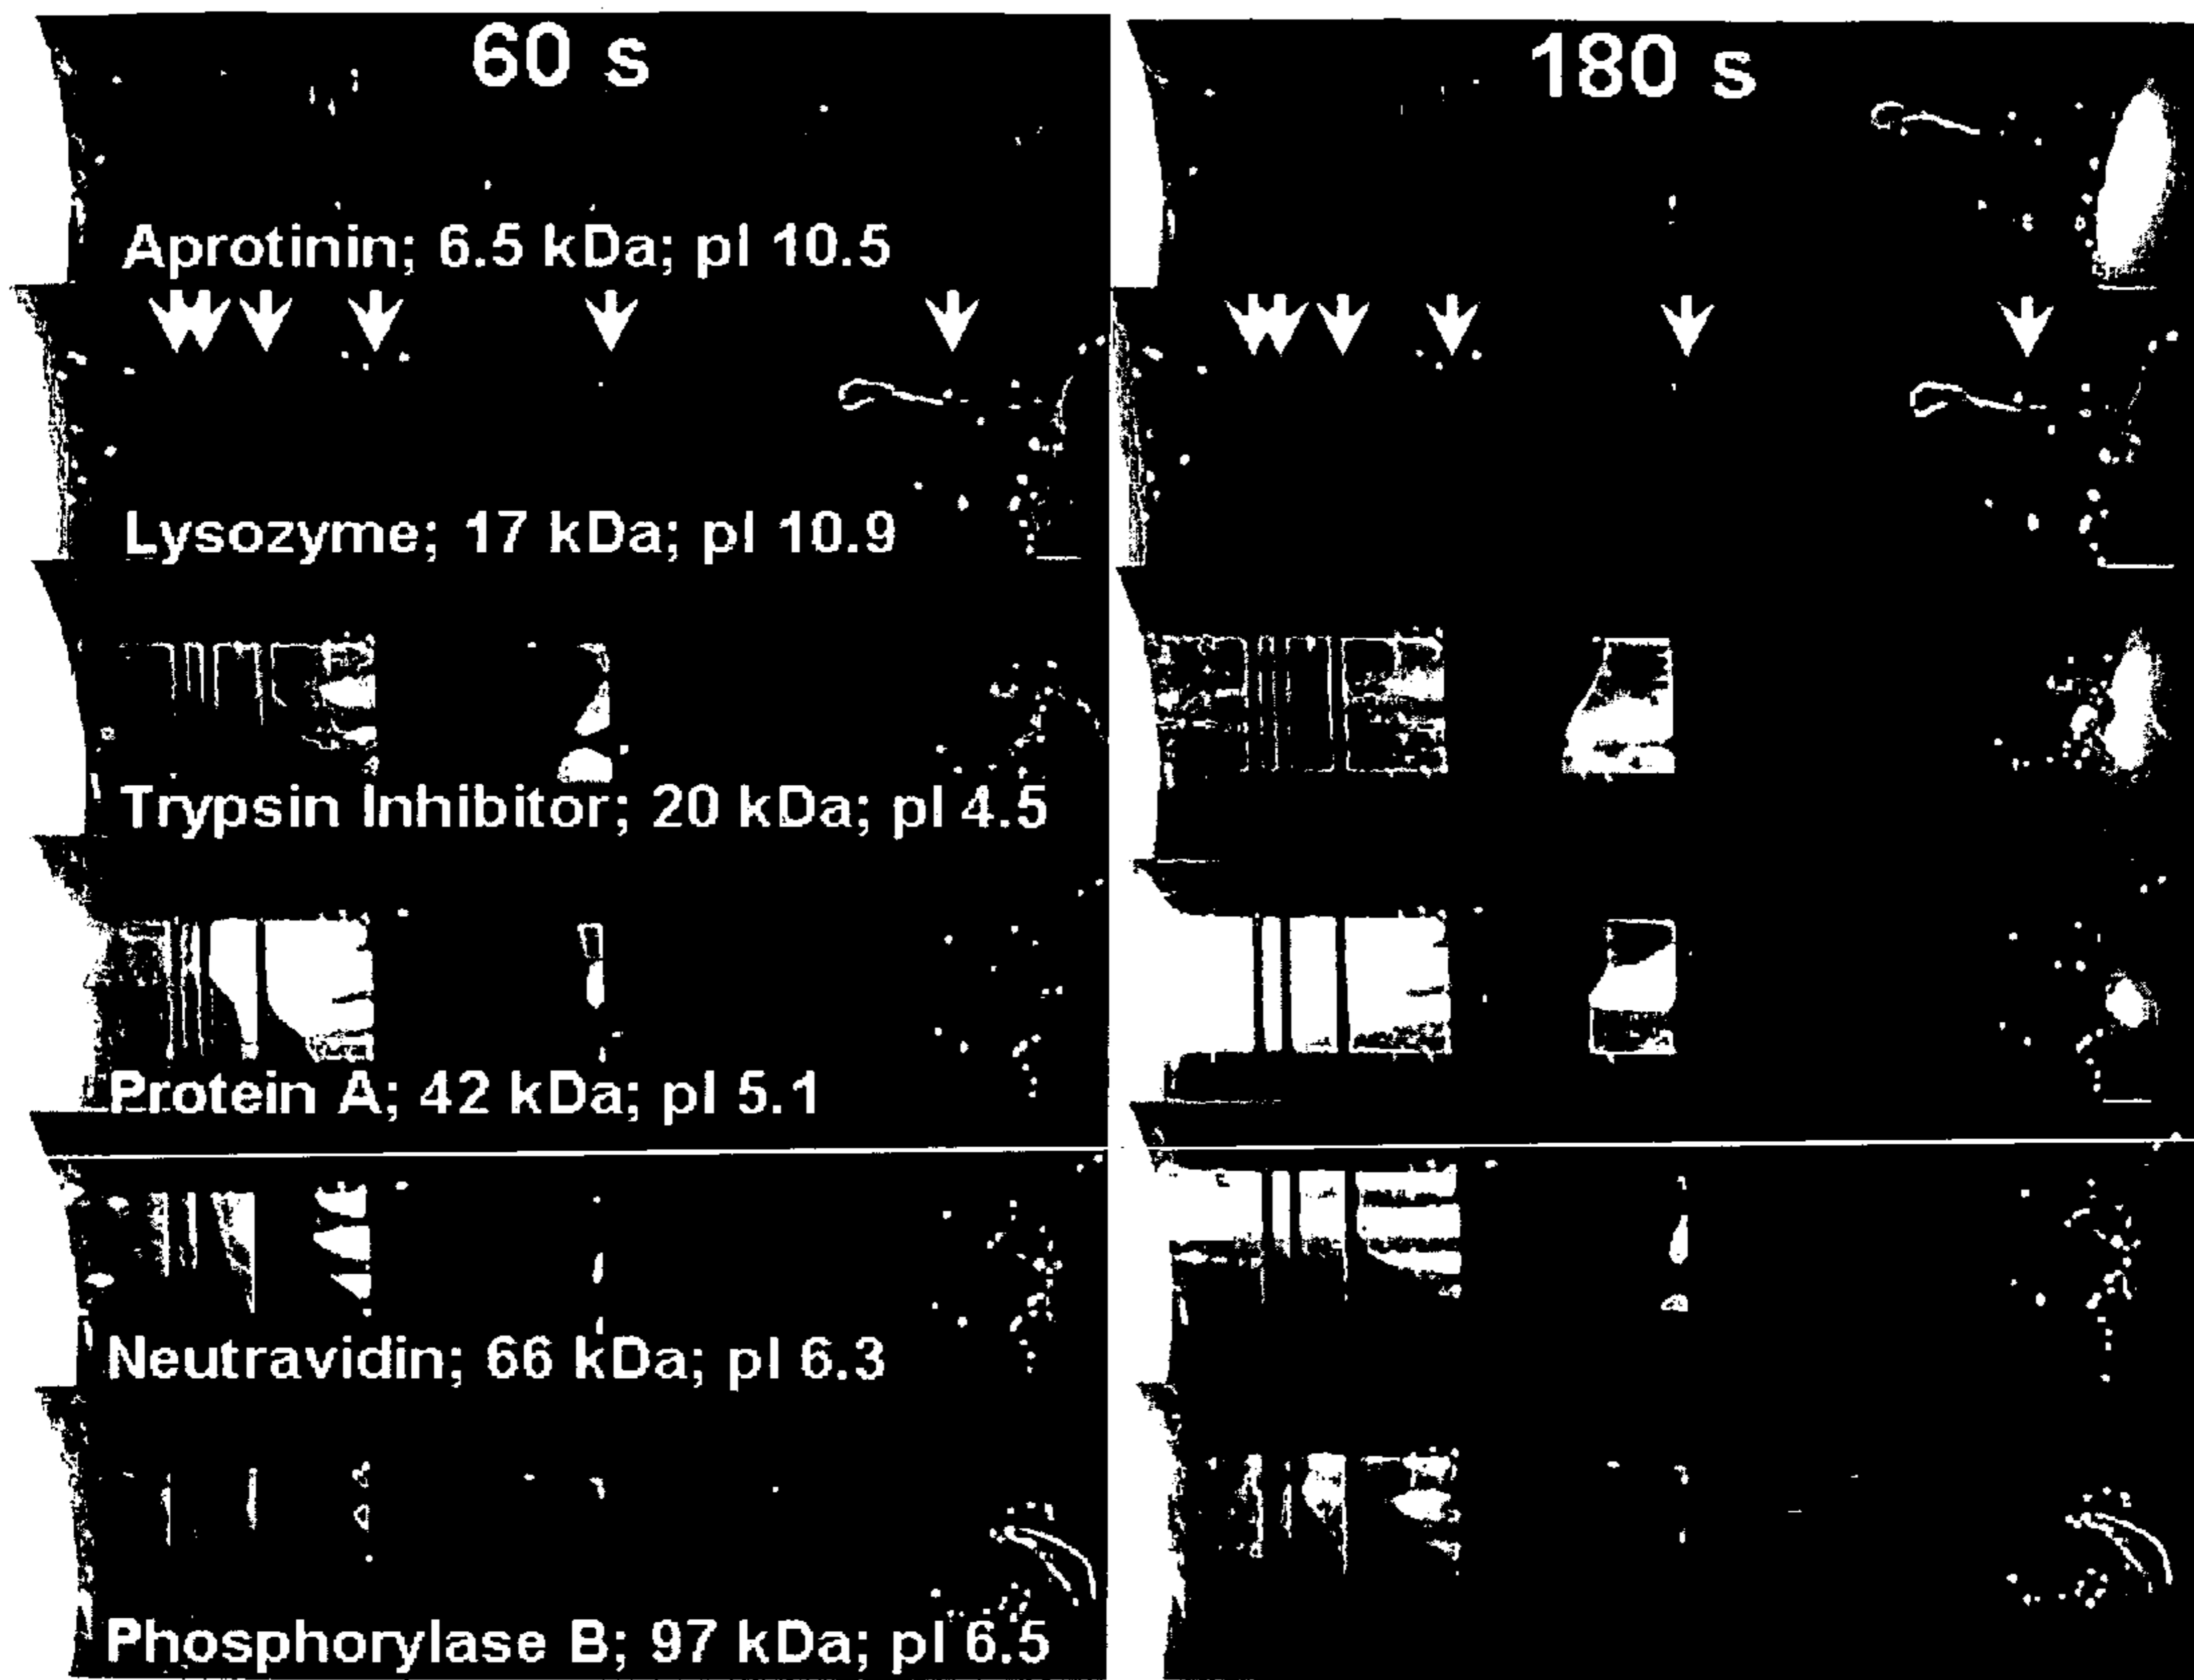 60 s
180 s
Aprotinin; 6.5 kDa; pI 10.5
Lysozyme; 17 kDa; pI 10.9
Trypsin Inhibitor; 20 kDa; pI 4.5
Protein A; 42 kDa; pI 5.1
Neutravidin; 66 kDa; pI 6.3
Phosphorylase B; 97 kDa; pI 6.5